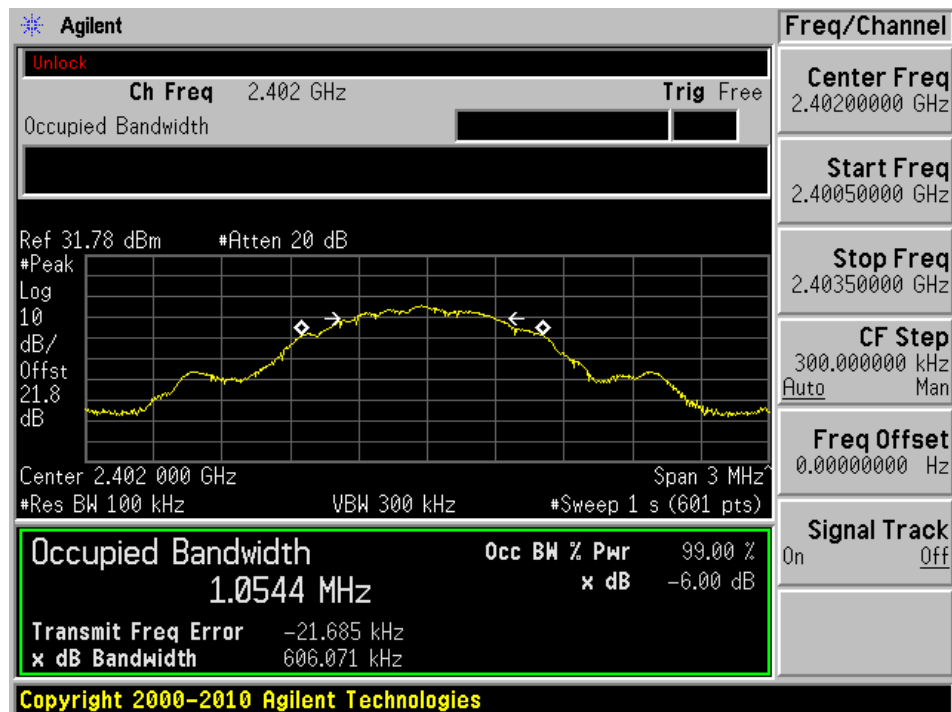 Agilent
Freq/Channel
Unlock
Ch Freq 2.402 GHz Trig Free
Occupied Bandwidth
Ref 31.78 dBm #Atten 20 dB
#Peak
Log
10
dB/
Offst
21.8
dB
Center 2.402 000 GHz Span 3 MHz^
#Res BW 100 kHz VBW 300 kHz #Sweep 1 s (601 pts)
Occupied Bandwidth
1.0544 MHz
Occ BW % Pwr 99.00 %
x dB -6.00 dB
Transmit Freq Error -21.685 kHz
x dB Bandwidth 606.071 kHz
Copyright 2000-2010 Agilent Technologies
Center Freq
2.40200000 GHz
Start Freq
2.40050000 GHz
Stop Freq
2.40350000 GHz
CF Step
300.000000 kHz
Auto Man
Freq Offset
0.00000000 Hz
Signal Track
On Off